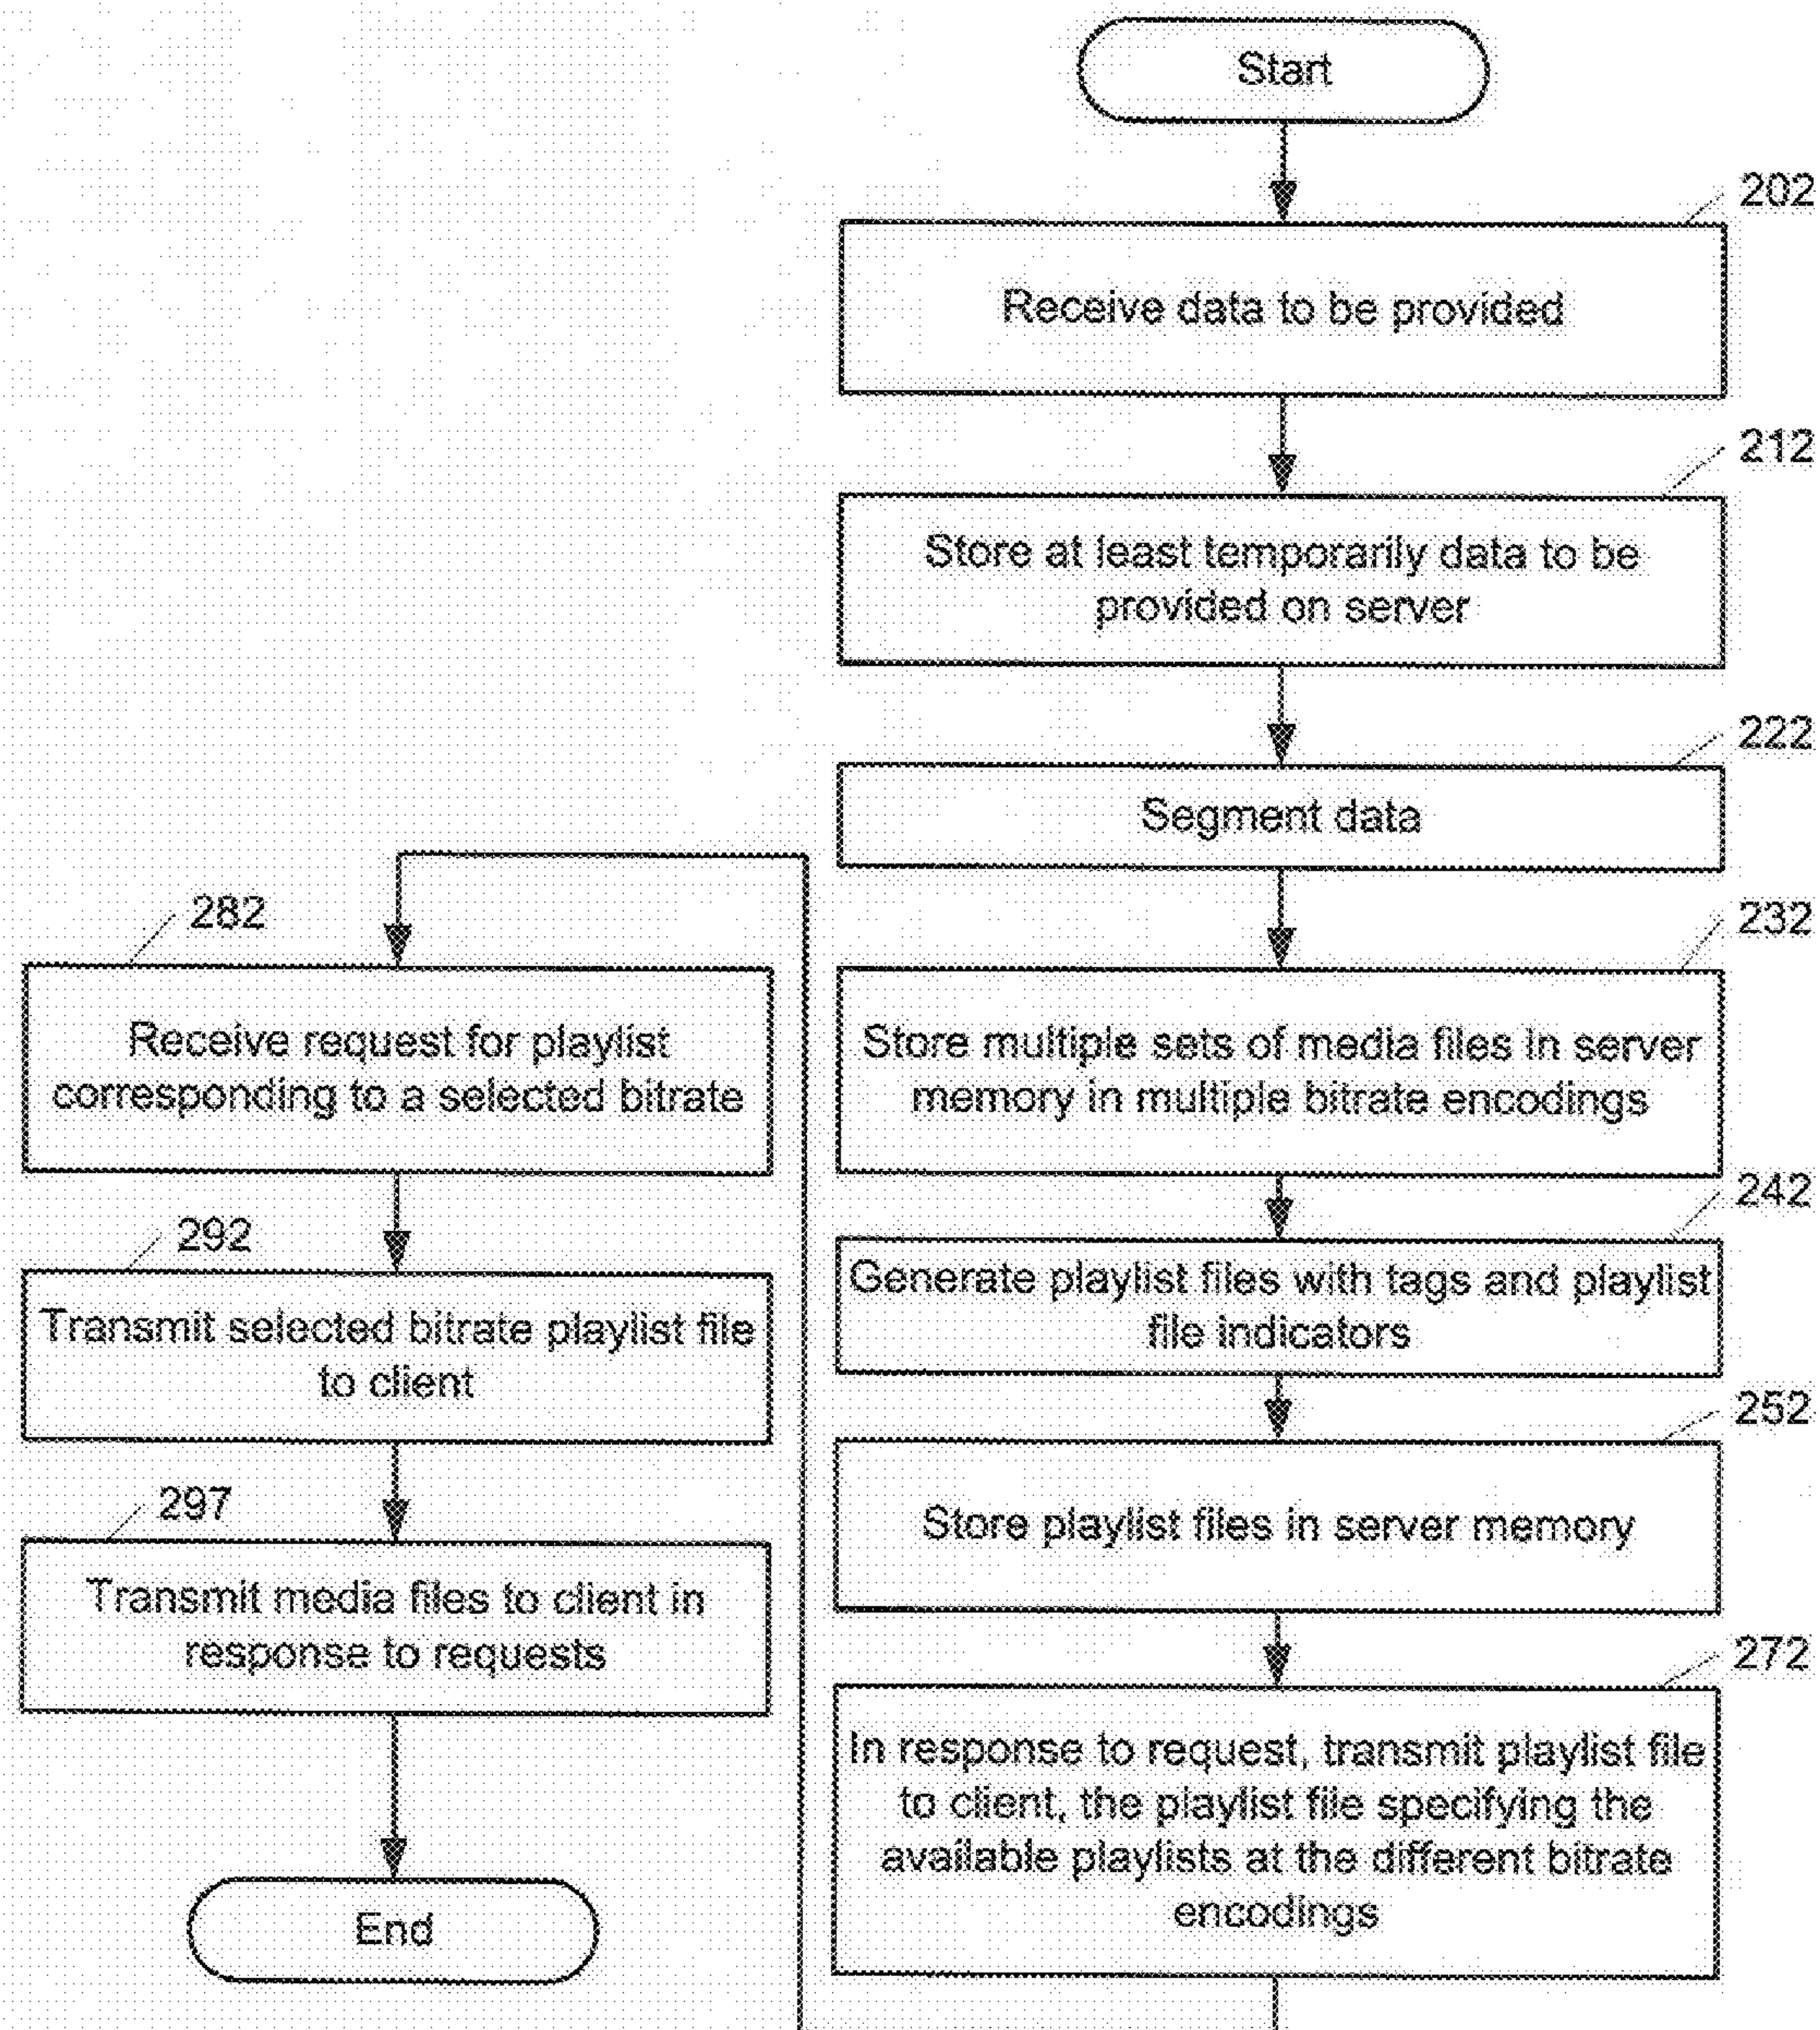 Start
202
Receive data to be provided
212
Store at least temporarily data to be
provided on server
222
Segment data
232
Store multiple sets of media files in server
memory in multiple bitrate encodings
242
Generate playlist files with tags and playlist
file indicators
252
Store playlist files in server memory
272
In response to request, transmit playlist file
to client, the playlist file specifying the
available playlists at the different bitrate
encodings
282
Receive request for playlist
corresponding to a selected bitrate
292
Transmit selected bitrate playlist file
to client
297
Transmit media files to client in
response to requests
End